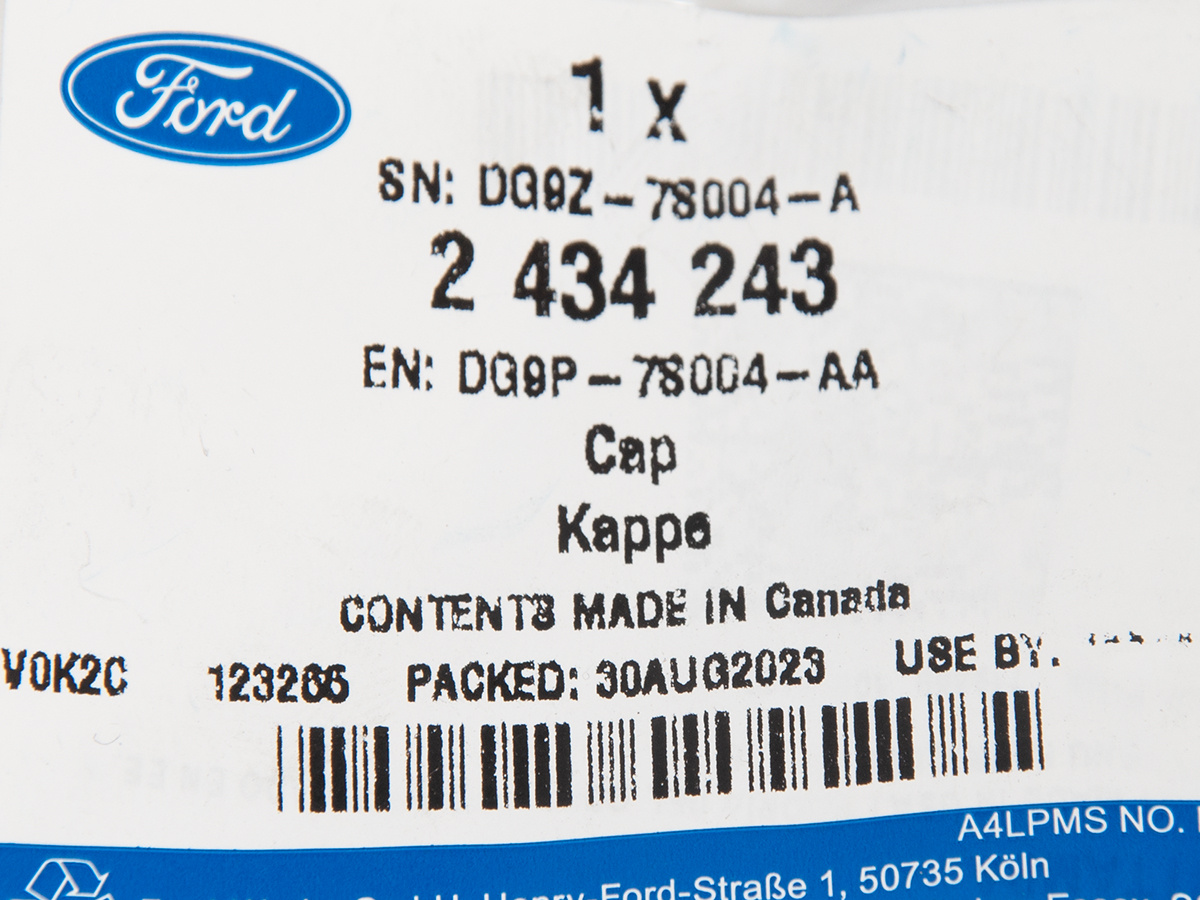 Ford
1 x
SN: DG9Z-78004-A
2 434 243
EN: DG9P-78004-AA
Cap
Kappe
CONTENTS MADE IN Canada
V0K2C 123266 PACKED: 30AUG2023 USE BY:
A4LPMS NO.
Henry-Ford-Straße 1, 50735 Köln